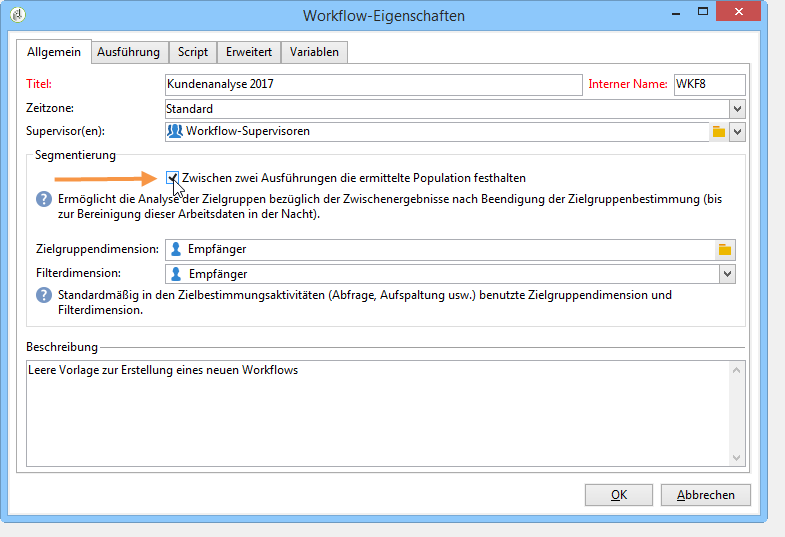 Workflow-Eigenschaften
Allgemein Ausführung Script Erweitert Variablen
Titel: Kundenanalyse 2017 Interner Name: WKF8
Zeitzone: Standard
Supervisor(en): Workflow-Supervisoren
Segmentierung
Zwischen zwei Ausführungen die ermittelte Population festhalten
Ermöglicht die Analyse der Zielgruppen bezüglich der Zwischenergebnisse nach Beendigung der Zielgruppenbestimmung (bis
zur Bereinigung dieser Arbeitsdaten in der Nacht).
Zielgruppendimension: Empfänger
Filterdimension: Empfänger
Standardmäßig in den Zielbestimmungsaktivitäten (Abfrage, Aufspaltung usw.) benutzte Zielgruppendimension und
Filterdimension.
Beschreibung
Leere Vorlage zur Erstellung eines neuen Workflows
OK Abbrechen